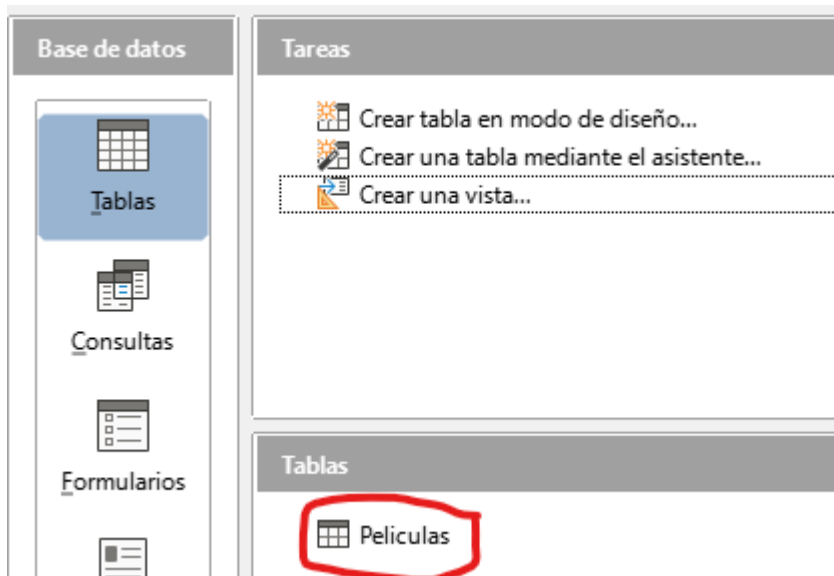 Base de datos
Tablas
Consultas
Formularios
Tareas
Crear tabla en modo de diseño...
Crear una tabla mediante el asistente...
Crear una vista...
Tablas
Peliculas